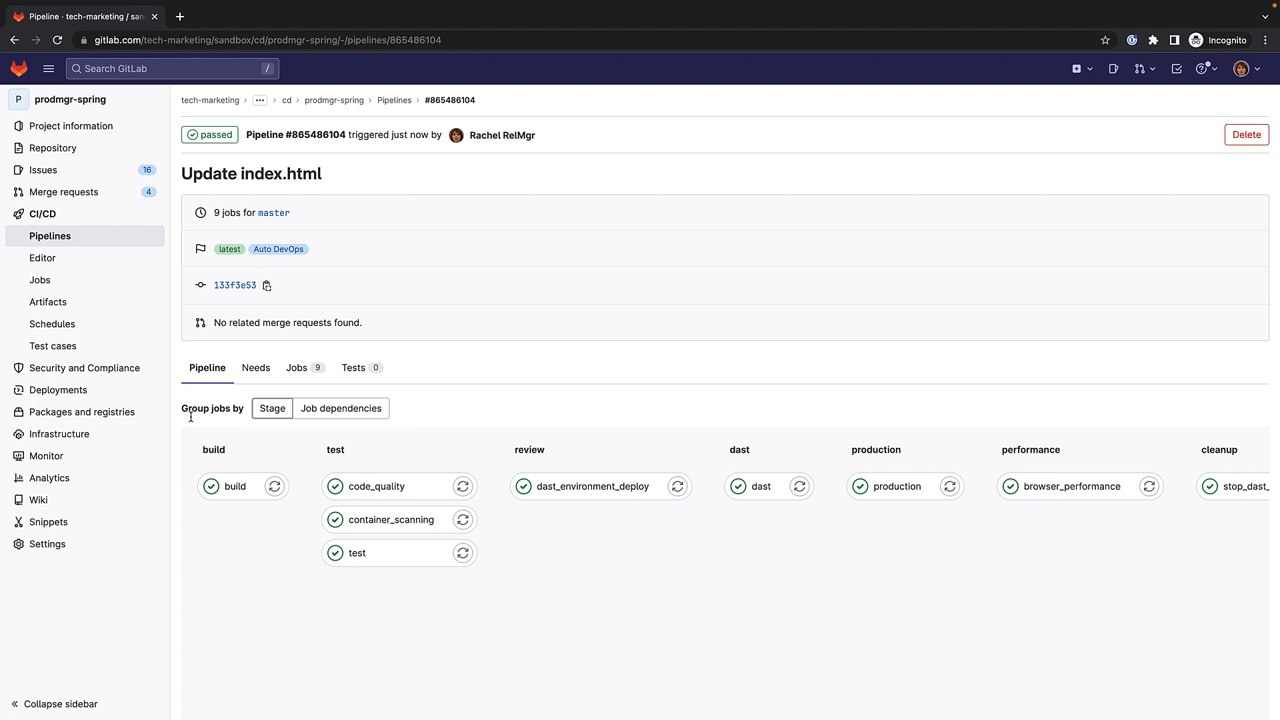 Pipeline · tech-marketing / san
gitlab.com/tech-marketing/sandbox/cd/prodmgr-spring/-/pipelines/865486104
Incognito
Search GitLab
/
P prodmgr-spring
Project information
Repository
Issues 16
Merge requests 4
CI/CD
Pipelines
Editor
Jobs
Artifacts
Schedules
Test cases
Security and Compliance
Deployments
Packages and registries
Infrastructure
Monitor
Analytics
Wiki
Snippets
Settings
Collapse sidebar
tech-marketing › ··· › cd › prodmgr-spring › Pipelines › #865486104
passed Pipeline #865486104 triggered just now by Rachel RelMgr
Delete
Update index.html
9 jobs for master
latest Auto DevOps
133f3e53
No related merge requests found.
Pipeline Needs Jobs 9 Tests 0
Group jobs by Stage Job dependencies
build test review dast production performance cleanup
build code_quality dast_environment_deploy dast production browser_performance stop_dast_
container_scanning
test